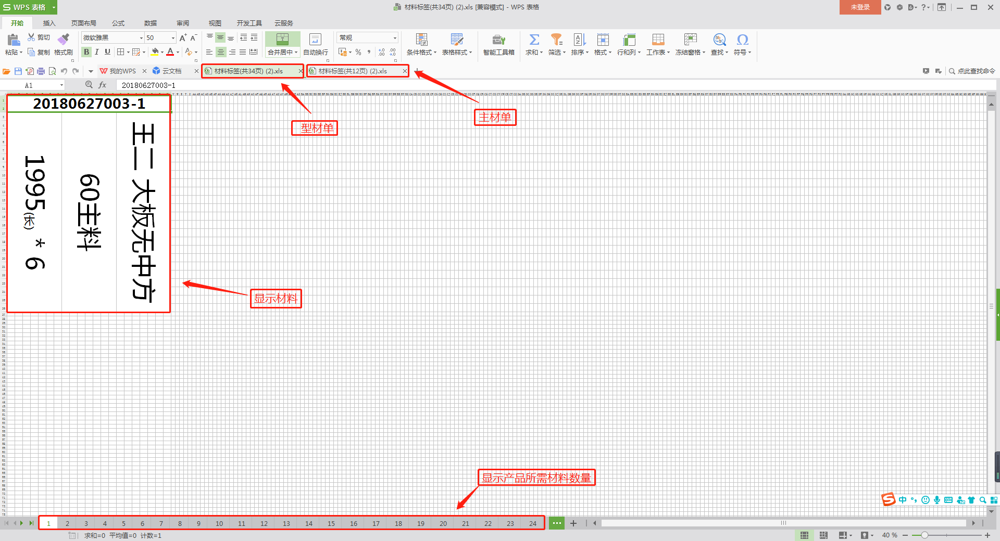 WPS 表格
材料标签(共34页) (2).xls [兼容模式] - WPS 表格
未登录
开始 插入 页面布局 公式 数据 审阅 视图 开发工具 云服务
粘贴 剪切 复制 格式刷
微软雅黑 50
B I U A
合并居中 自动换行
常规
条件格式 表格样式 智能工具箱 求和 筛选 排序 格式 行和列 工作表 冻结窗格 查找 符号
我的WPS 云文档 材料标签(共34页) (2).xls 材料标签(共12页) (2).xls 点此查找命令
A1 fx 20180627003-1
20180627003-1
王二 大板无中方
60主料
1995(长) * 6
型材单
主材单
显示材料
显示产品所需材料数量
中
1 2 3 4 5 6 7 8 9 10 11 12 13 14 15 16 17 18 19 20 21 22 23 24
求和=0 平均值=0 计数=1
40 %